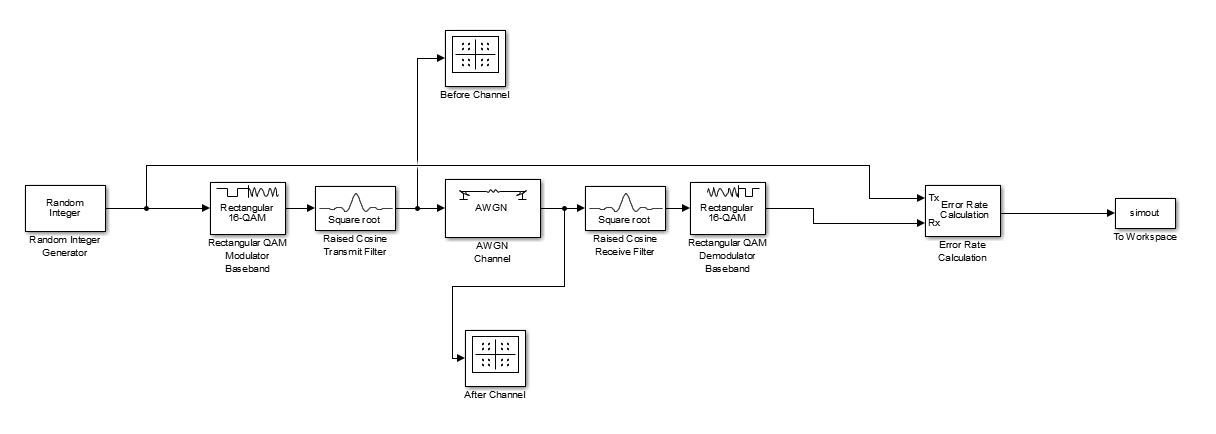 Before Channel
Random
Integer
Random Integer
Generator
Rectangular
16-QAM
Rectangular QAM
Modulator
Baseband
Square root
Raised Cosine
Transmit Filter
AWGN
AWGN
Channel
Square root
Raised Cosine
Receive Filter
Rectangular
16-QAM
Rectangular QAM
Demodulator
Baseband
Tx
Error Rate
Calculation
Rx
Error Rate
Calculation
simout
To Workspace
After Channel